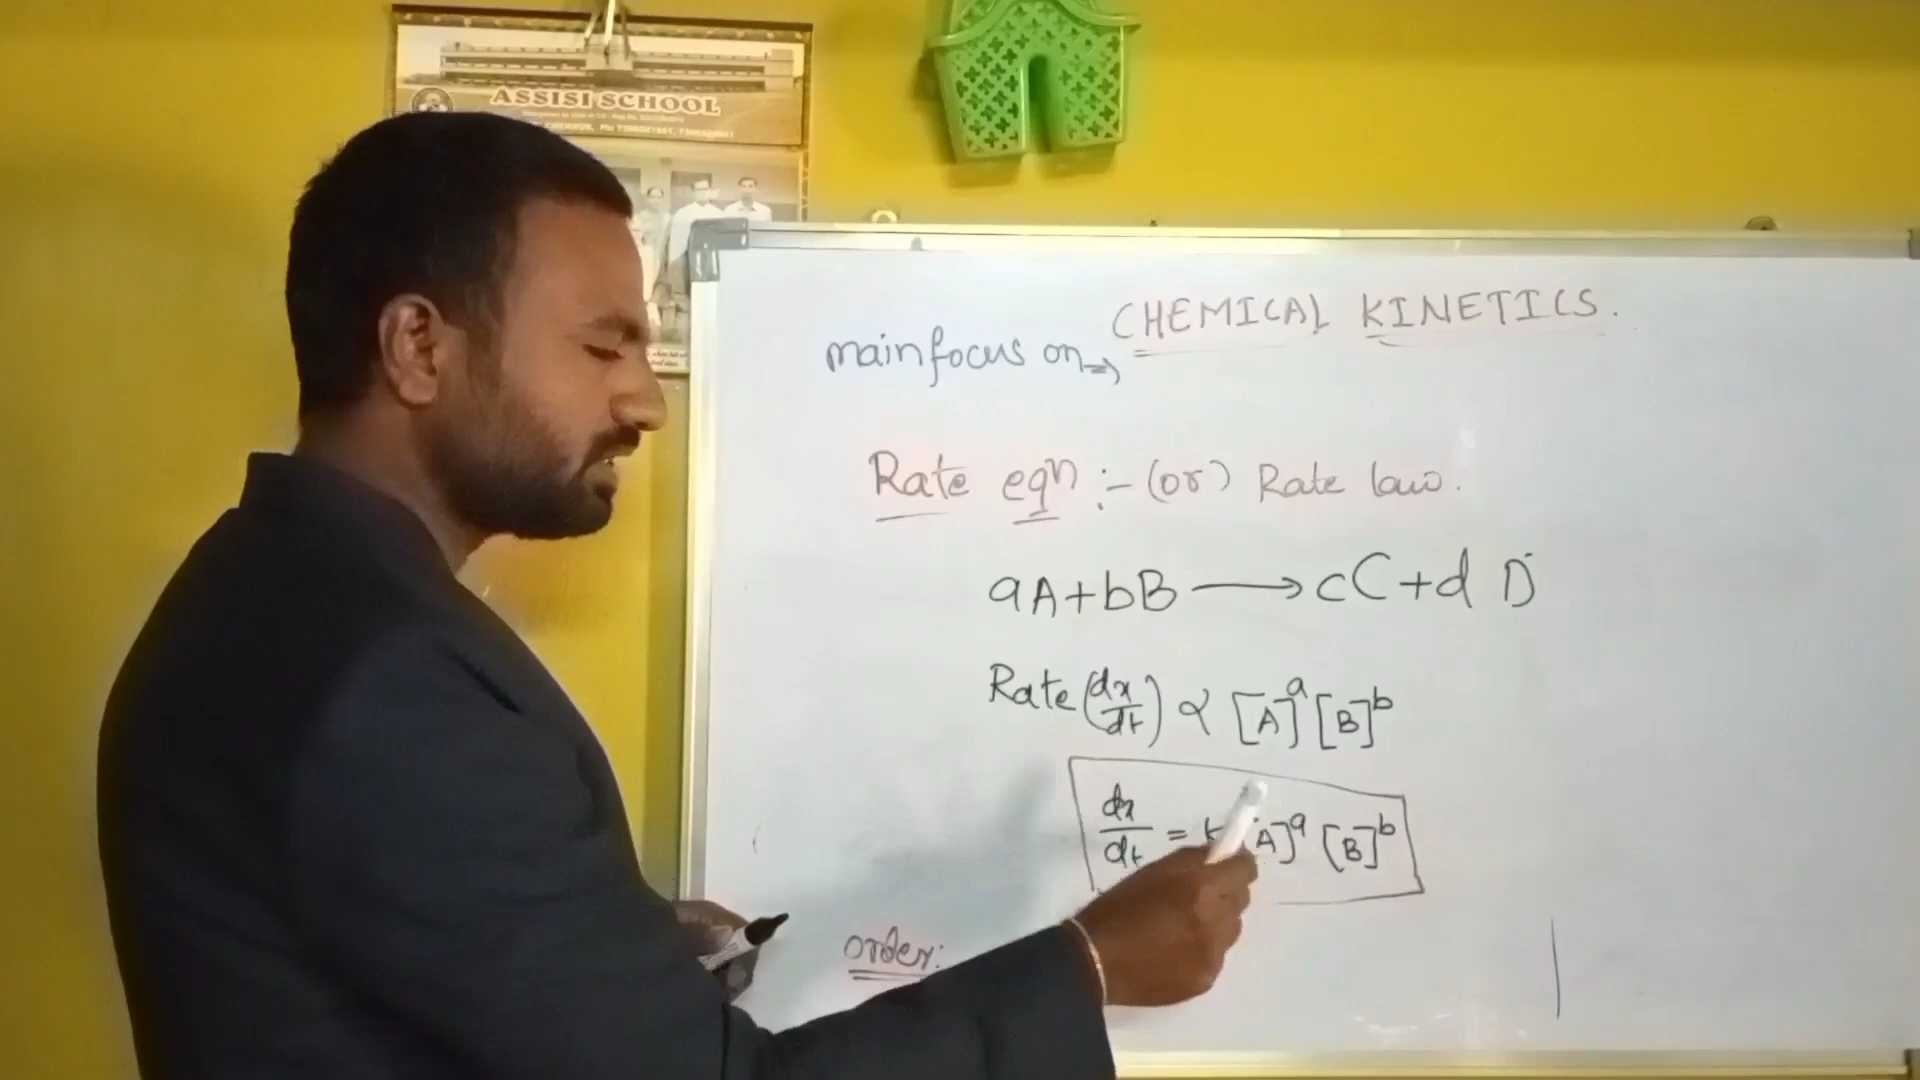 ASSISI SCHOOL
CHEMICAL KINETICS.
main focus on →
Rate eqn :- (or) Rate law.
aA+bB ⟶ cC+d D
Rate (dx/dt) ∝ [A]^a [B]^b
dx/dt = k [A]^a [B]^b
order: